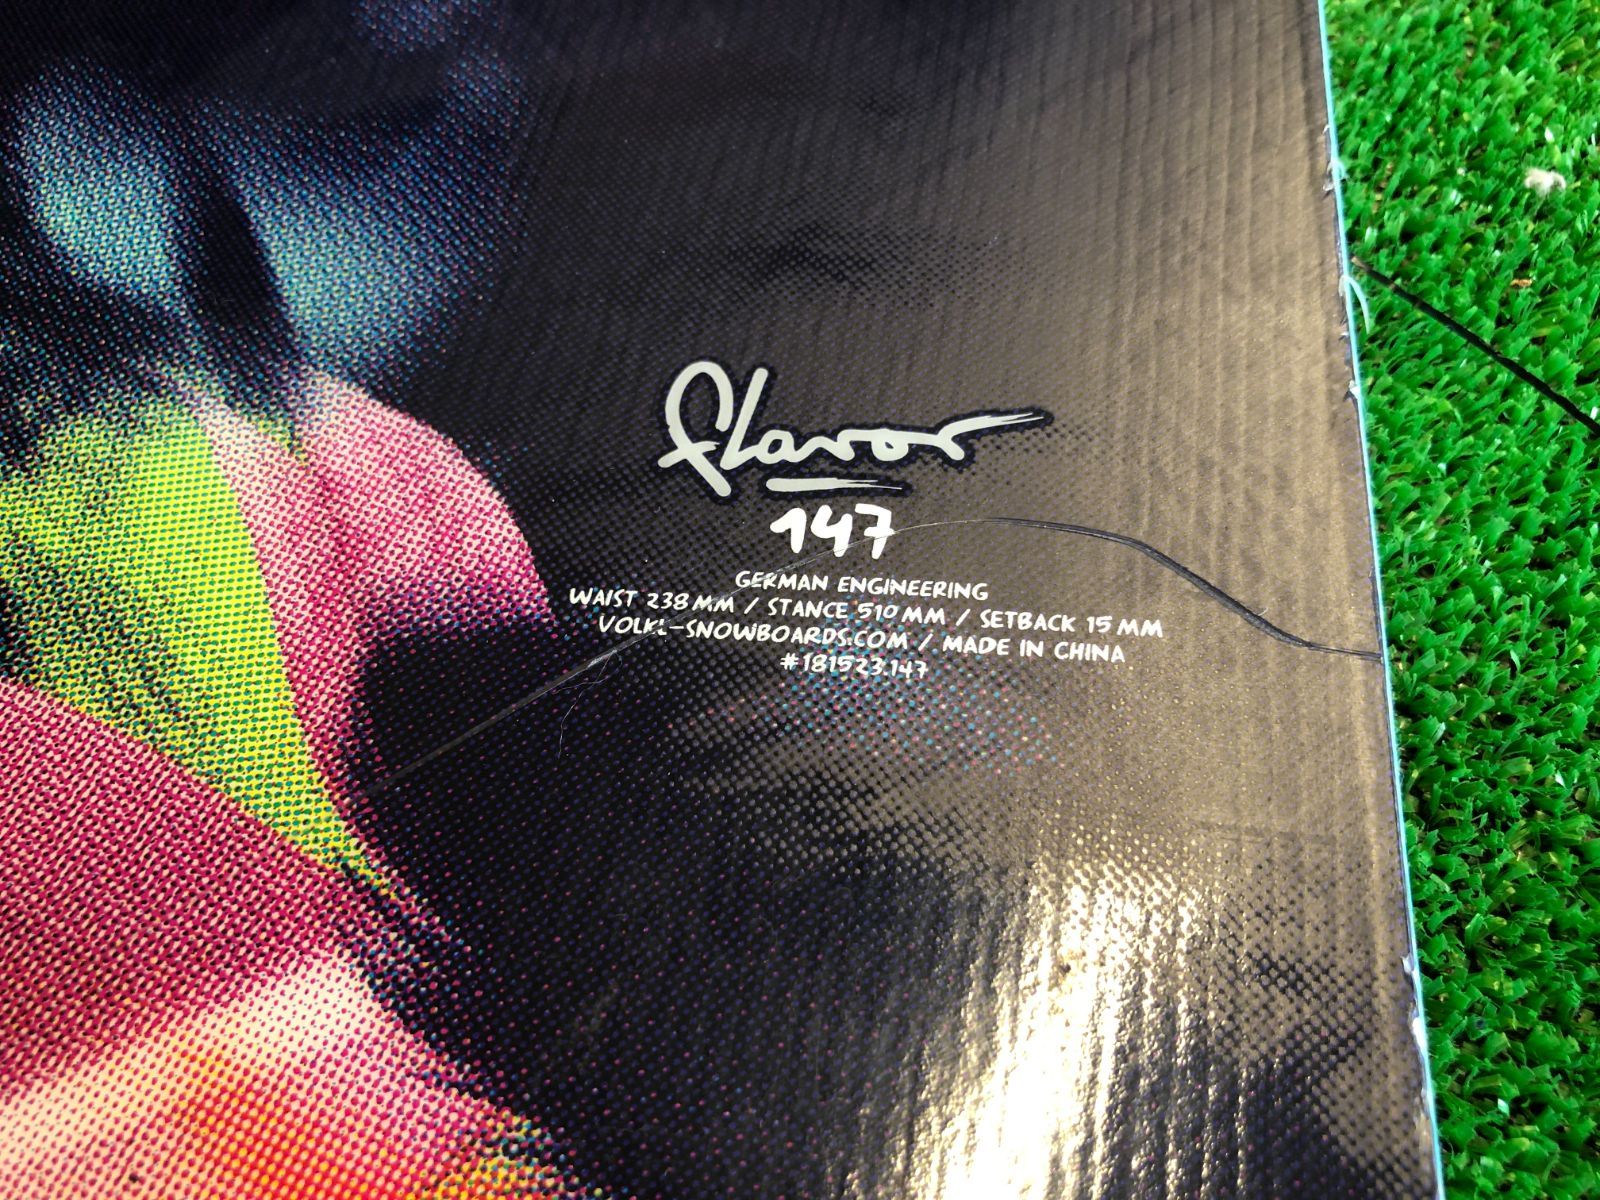 flavor
147
GERMAN ENGINEERING
WAIST 238 MM / STANCE 510 MM / SETBACK 15 MM
VOLKL-SNOWBOARDS.COM / MADE IN CHINA
#181523.147